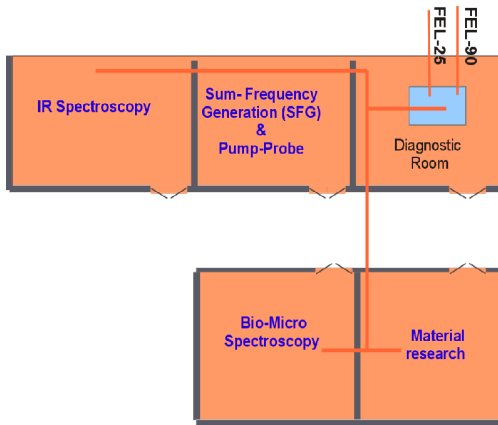 FEL-25
FEL-90
IR Spectroscopy
Sum- Frequency
Generation (SFG)
&
Pump-Probe
Diagnostic
Room
Bio-Micro
Spectroscopy
Material
research